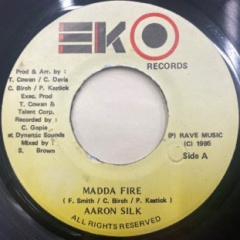 EKO
RECORDS
Prod & Arr. by :
T. Cowan / C. Davis
C. Birch / P. Kastick
Exec. Prod
T. Cowan &
Talent Corp.
Recorded by :
C. Gapie
at Dynamic Sounds
Mixed by :
S. Brown
(P) RAVE MUSIC
(C) 1995
Side A
MADDA FIRE
( F. Smith / C. Birch / P. Kastick )
AARON SILK
ALL RIGHTS RESERVED